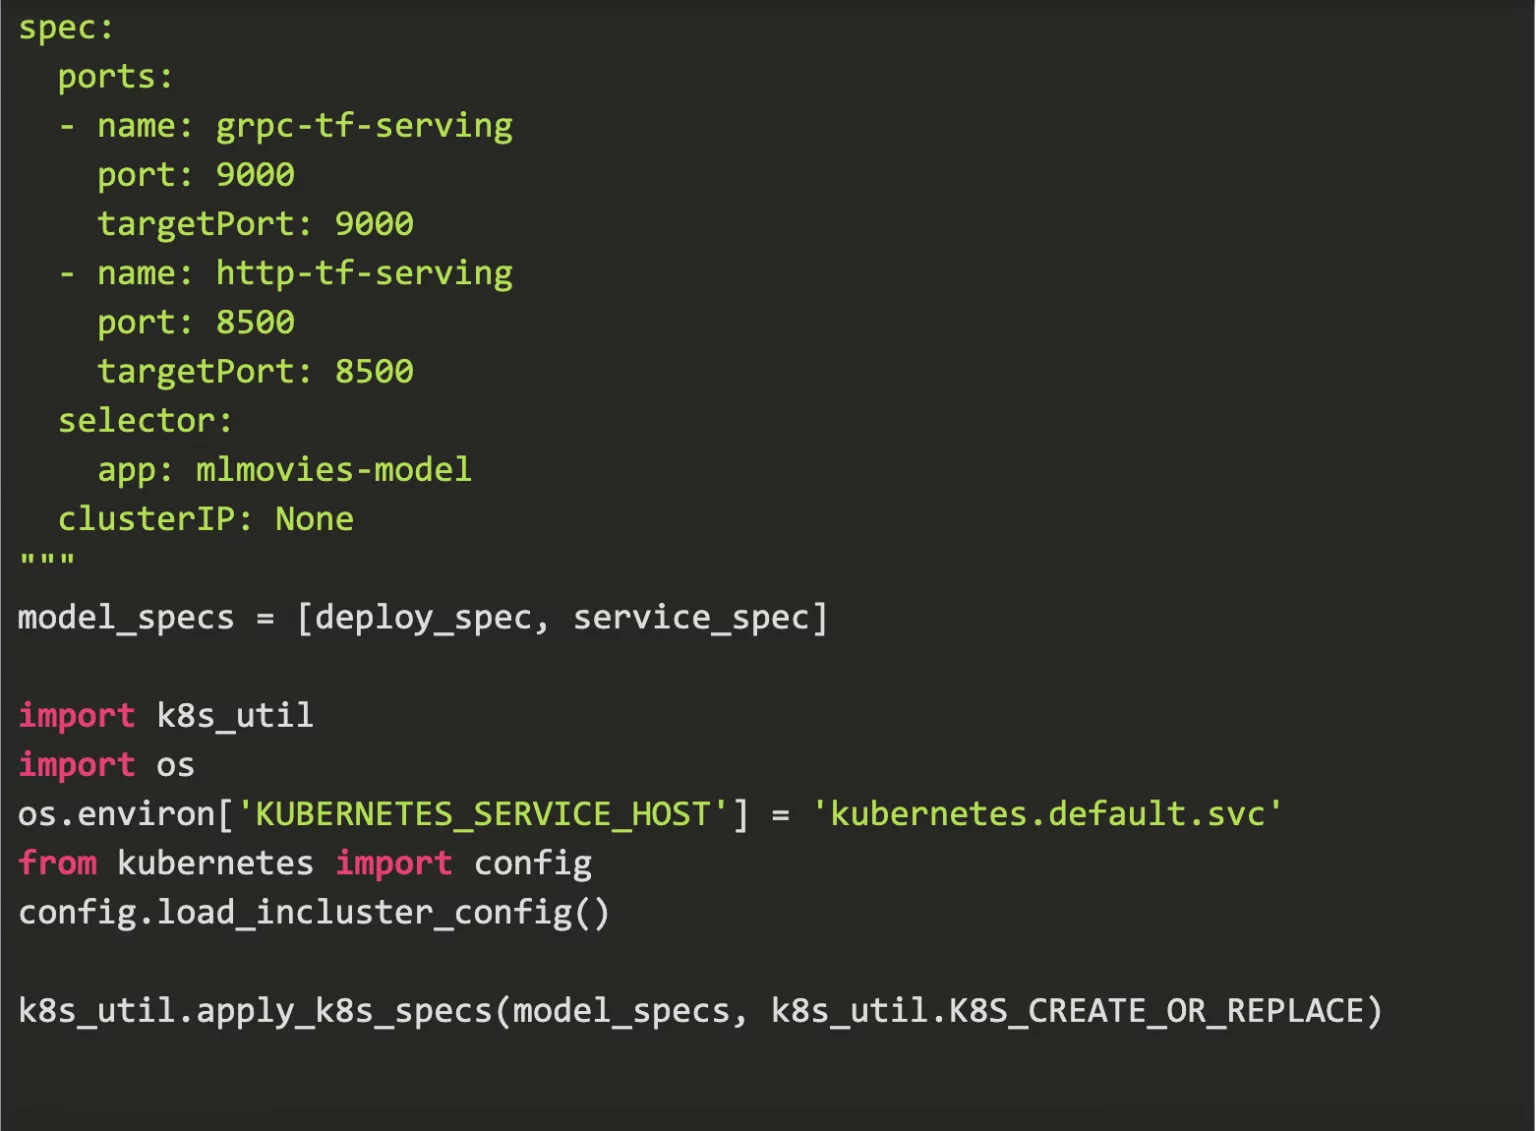 spec:
  ports:
  - name: grpc-tf-serving
    port: 9000
    targetPort: 9000
  - name: http-tf-serving
    port: 8500
    targetPort: 8500
  selector:
    app: mlmovies-model
  clusterIP: None
"""
model_specs = [deploy_spec, service_spec]

import k8s_util
import os
os.environ['KUBERNETES_SERVICE_HOST'] = 'kubernetes.default.svc'
from kubernetes import config
config.load_incluster_config()

k8s_util.apply_k8s_specs(model_specs, k8s_util.K8S_CREATE_OR_REPLACE)